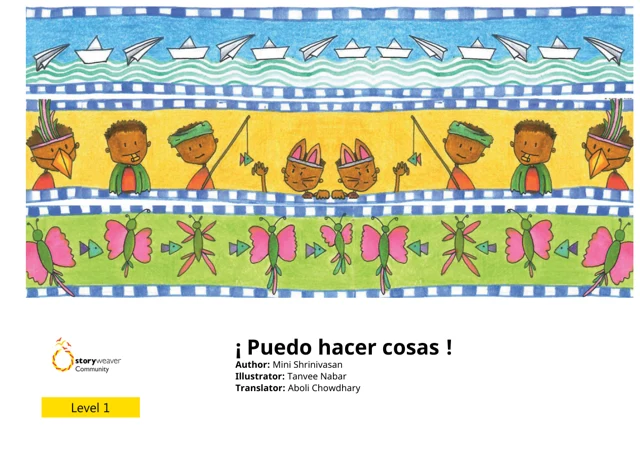 ¡ Puedo hacer cosas !
Author: Mini Shrinivasan
Illustrator: Tanvee Nabar
Translator: Aboli Chowdhary
storyweaver
Community
Level 1